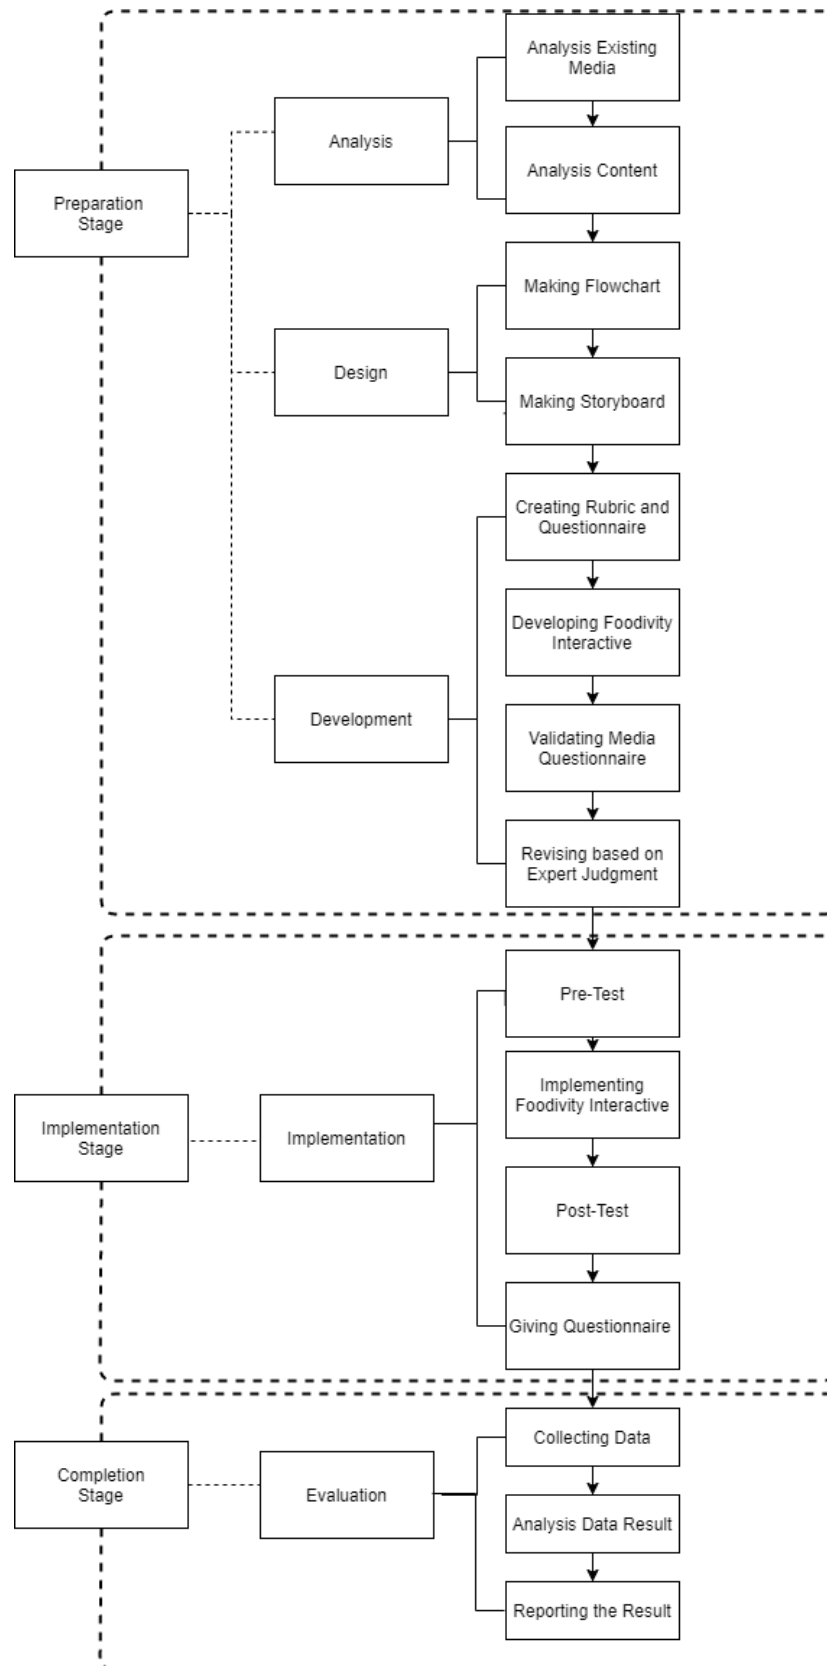 Analysis Existing
Media
Analysis
Analysis Content
Preparation
Stage
Making Flowchart
Design
Making Storyboard
Creating Rubric and
Questionnaire
Developing Foodivity
Interactive
Development
Validating Media
Questionnaire
Revising based on
Expert Judgment
Pre-Test
Implementing
Foodivity Interactive
Implementation
Stage
Implementation
Post-Test
Giving Questionnaire
Collecting Data
Completion
Stage
Evaluation
Analysis Data Result
Reporting the Result